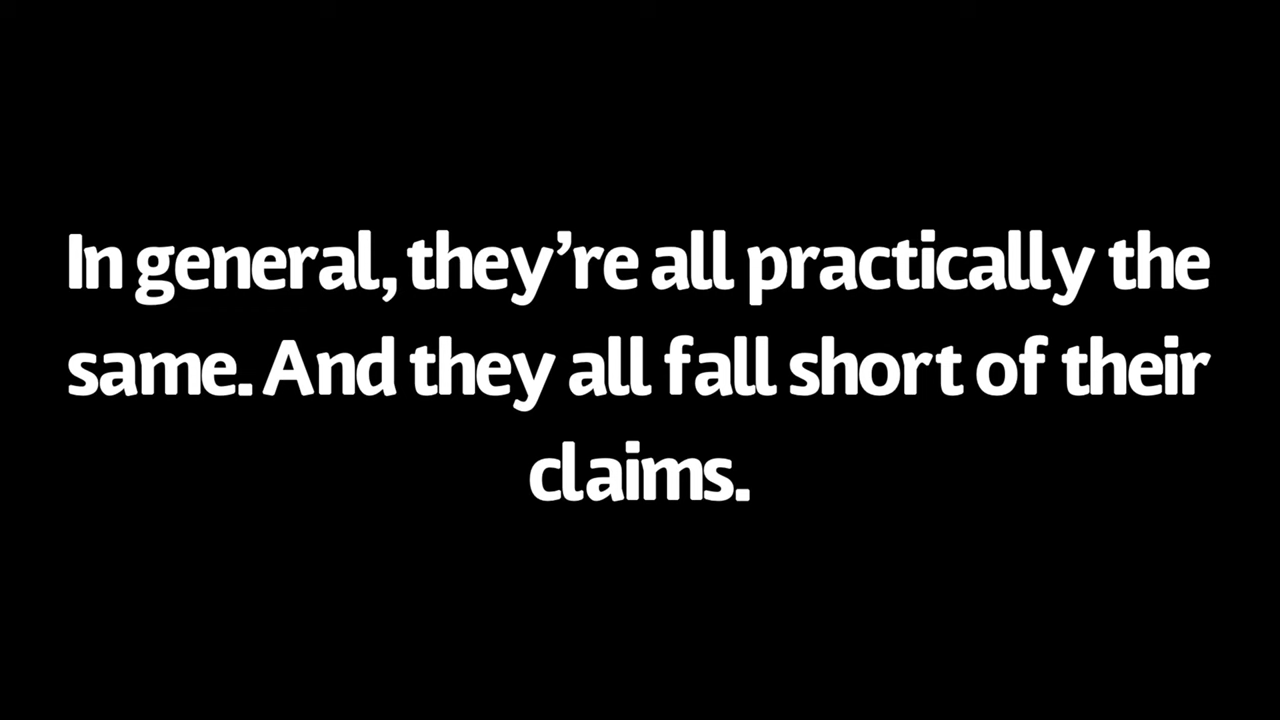 In general, they’re all practically the
same. And they all fall short of their
claims.